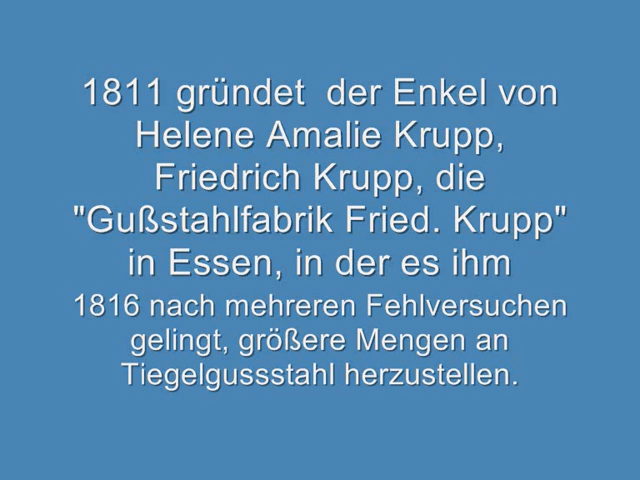 1811 gründet  der Enkel von
Helene Amalie Krupp,
Friedrich Krupp, die
"Gußstahlfabrik Fried. Krupp"
in Essen, in der es ihm
1816 nach mehreren Fehlversuchen
gelingt, größere Mengen an
Tiegelgussstahl herzustellen.